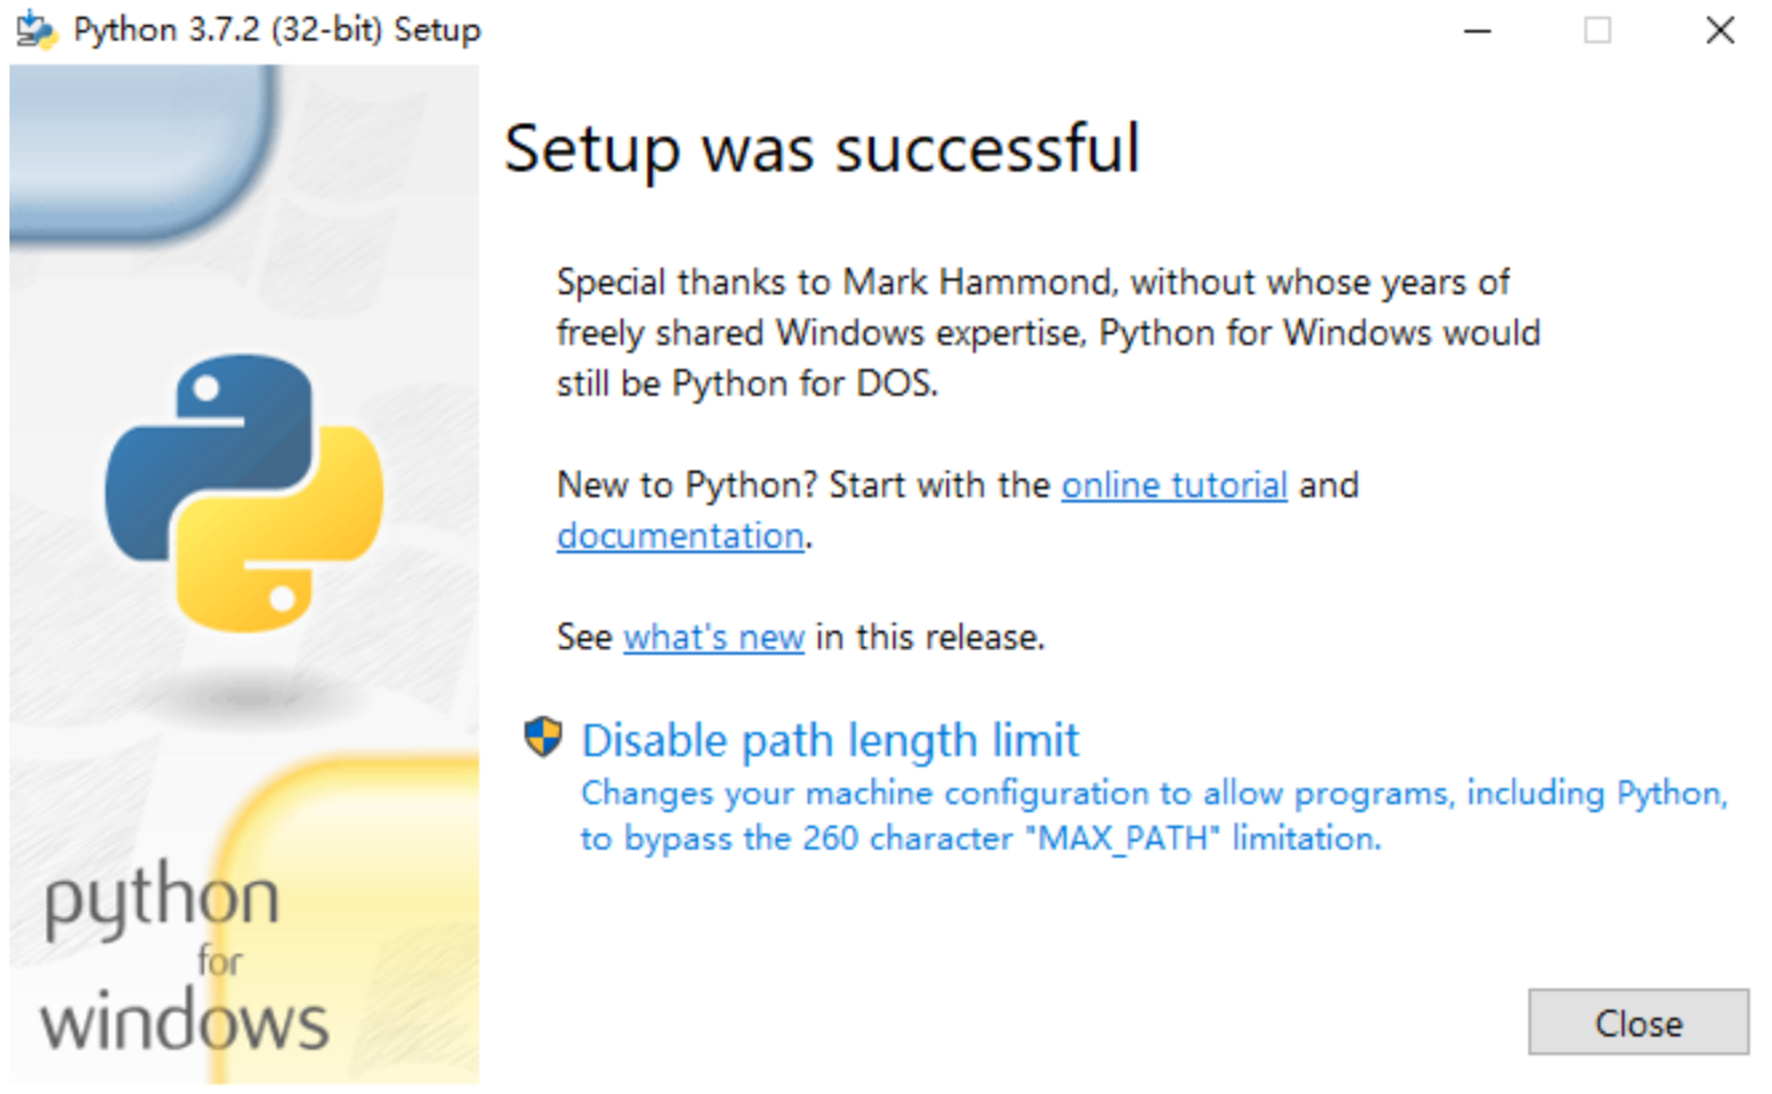 Python 3.7.2 (32-bit) Setup
Setup was successful
Special thanks to Mark Hammond, without whose years of
freely shared Windows expertise, Python for Windows would
still be Python for DOS.
New to Python? Start with the online tutorial and
documentation.
See what's new in this release.
Disable path length limit
Changes your machine configuration to allow programs, including Python,
to bypass the 260 character "MAX_PATH" limitation.
python
for
windows
Close